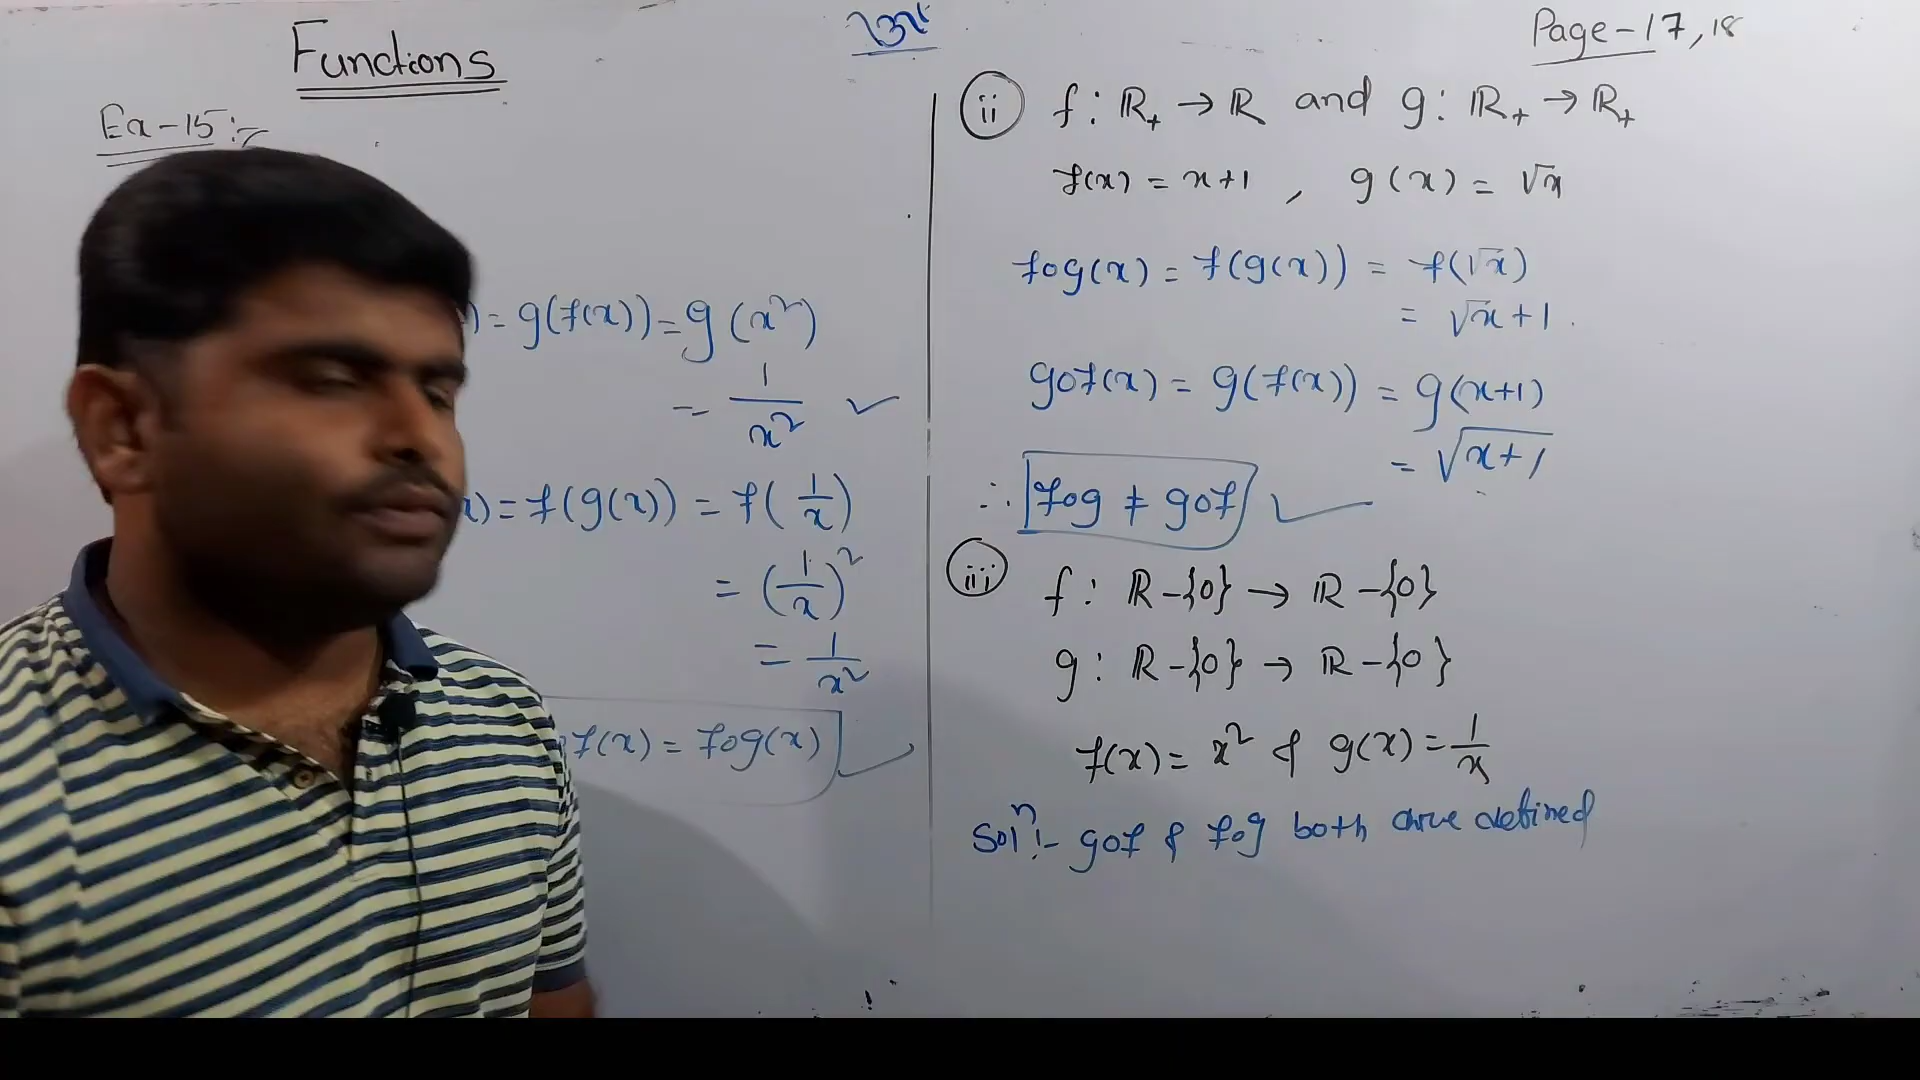 Functions
Page-17,18
Ex-15:-
) = g(f(x)) = g(x²)
= 1/x²
x) = f(g(x)) = f(1/x)
= (1/x)²
= 1/x²
f(x) = fog(x)
(ii) f: ℝ₊ → ℝ and g: ℝ₊ → ℝ₊
f(x) = x+1, g(x) = √x
fog(x) = f(g(x)) = f(√x)
= √x+1.
gof(x) = g(f(x)) = g(x+1)
= √(x+1)
∴ fog ≠ gof
(iii) f: ℝ-{0} → ℝ-{0}
g: ℝ-{0} → ℝ-{0}
f(x) = x² & g(x) = 1/x
Solⁿ:- gof & fog both are defined